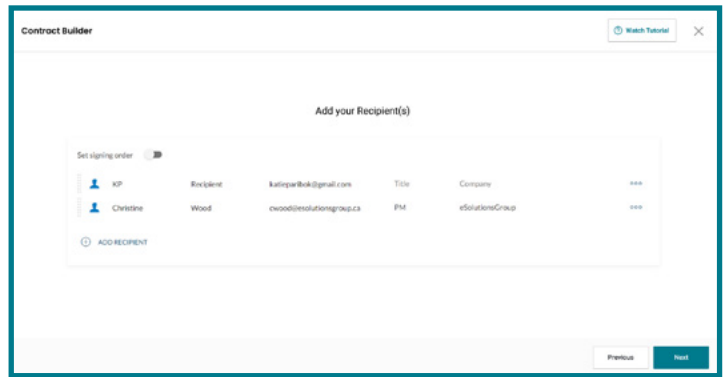 Contract Builder
Watch Tutorial
Add your Recipient(s)
Set signing order
KP Recipient katieparibok@gmail.com Title Company
Christine Wood cwood@esolutionsgroup.ca PM eSolutionsGroup
ADD RECIPIENT
Previous Next